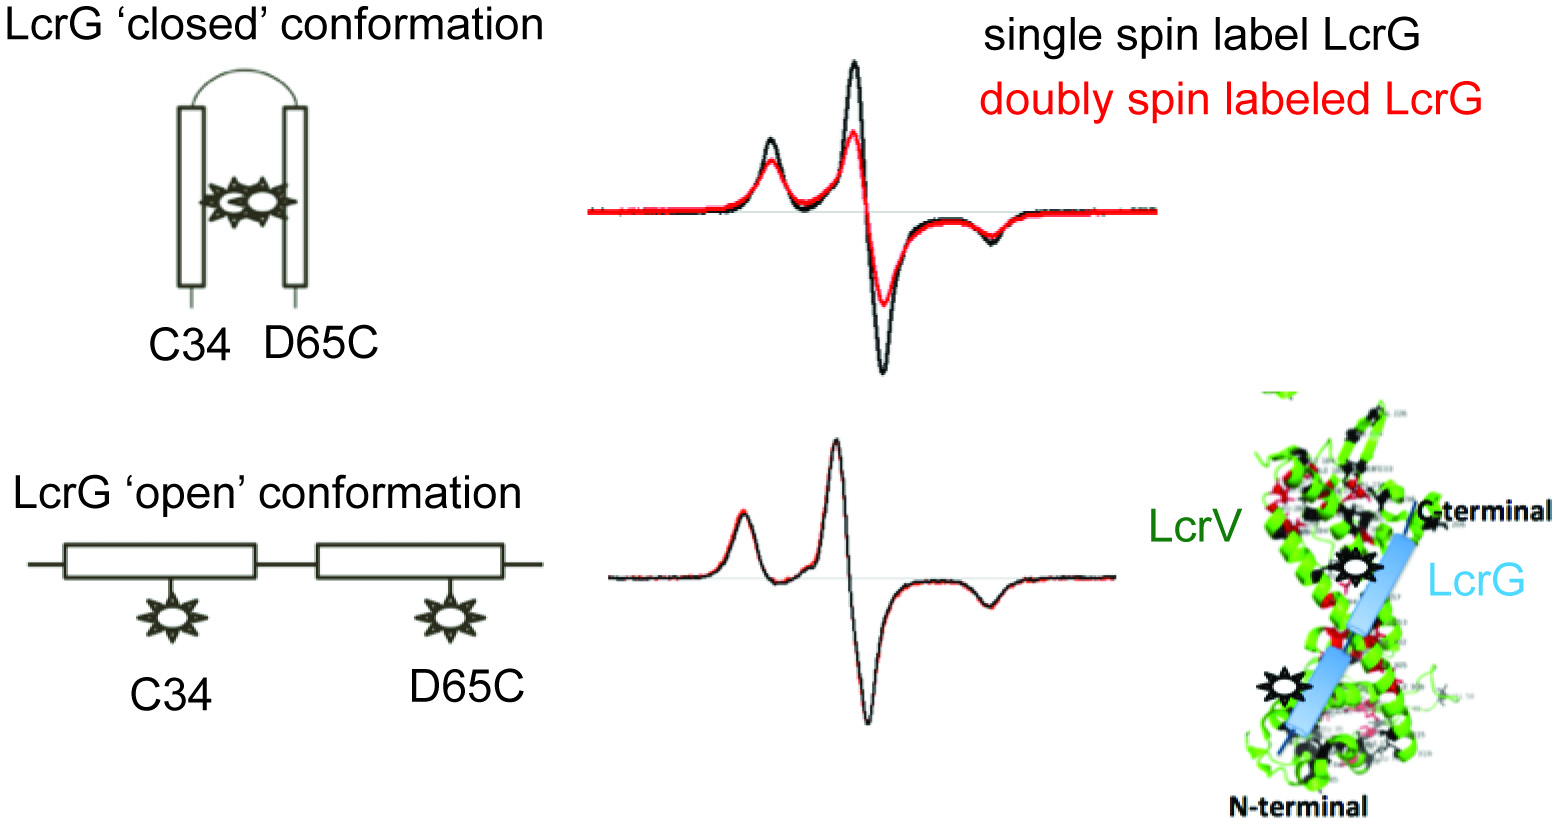 LcrG ‘closed’ conformation
single spin label LcrG
doubly spin labeled LcrG
C34
D65C
LcrG ‘open’ conformation
C34
D65C
LcrV
C-terminal
LcrG
N-terminal